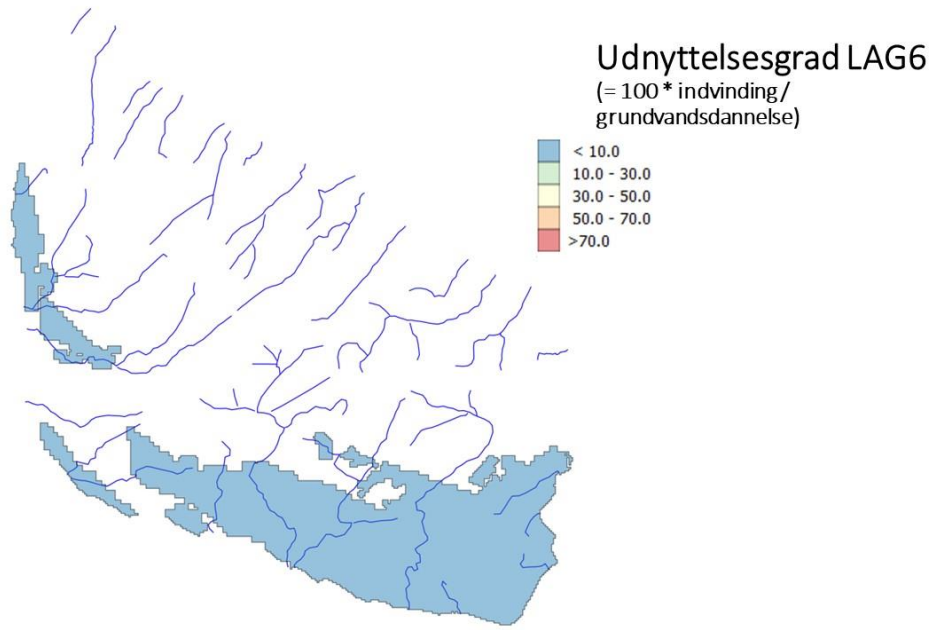 Udnyttelsesgrad LAG6
(= 100 * indvinding/
grundvandsdannelse)
< 10.0
10.0 - 30.0
30.0 - 50.0
50.0 - 70.0
>70.0